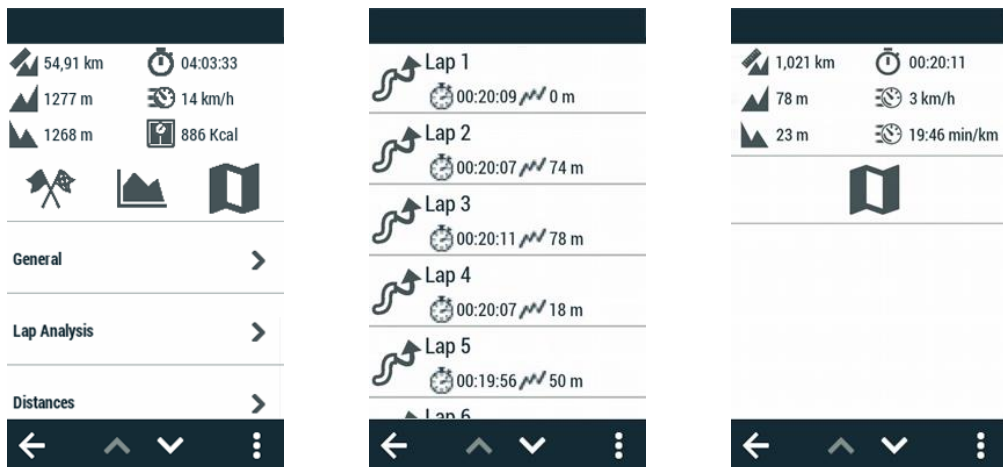 54,91 km 04:03:33
1277 m 14 km/h
1268 m 886 Kcal
General
Lap Analysis
Distances
Lap 1
00:20:09 0 m
Lap 2
00:20:07 74 m
Lap 3
00:20:11 78 m
Lap 4
00:20:07 18 m
Lap 5
00:19:56 50 m
Lap 6
1,021 km 00:20:11
78 m 3 km/h
23 m 19:46 min/km